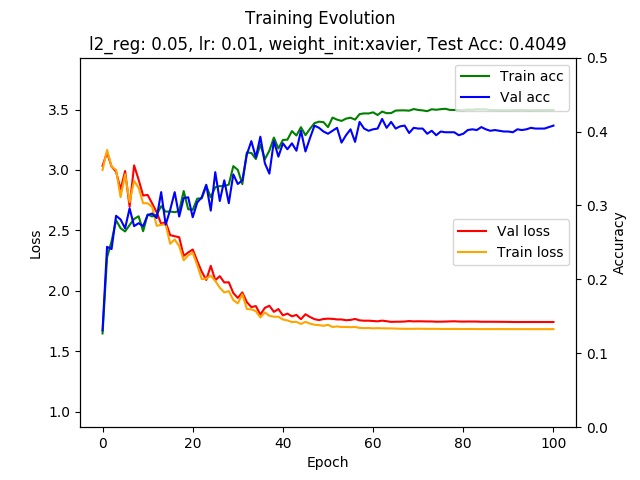 Training Evolution
l2_reg: 0.05, lr: 0.01, weight_init:xavier, Test Acc: 0.4049
Train acc
Val acc
Val loss
Train loss
Loss
3.5
3.0
2.5
2.0
1.5
1.0
0.5
0.4
0.3
0.2
0.1
0.0
Accuracy
0 20 40 60 80 100
Epoch